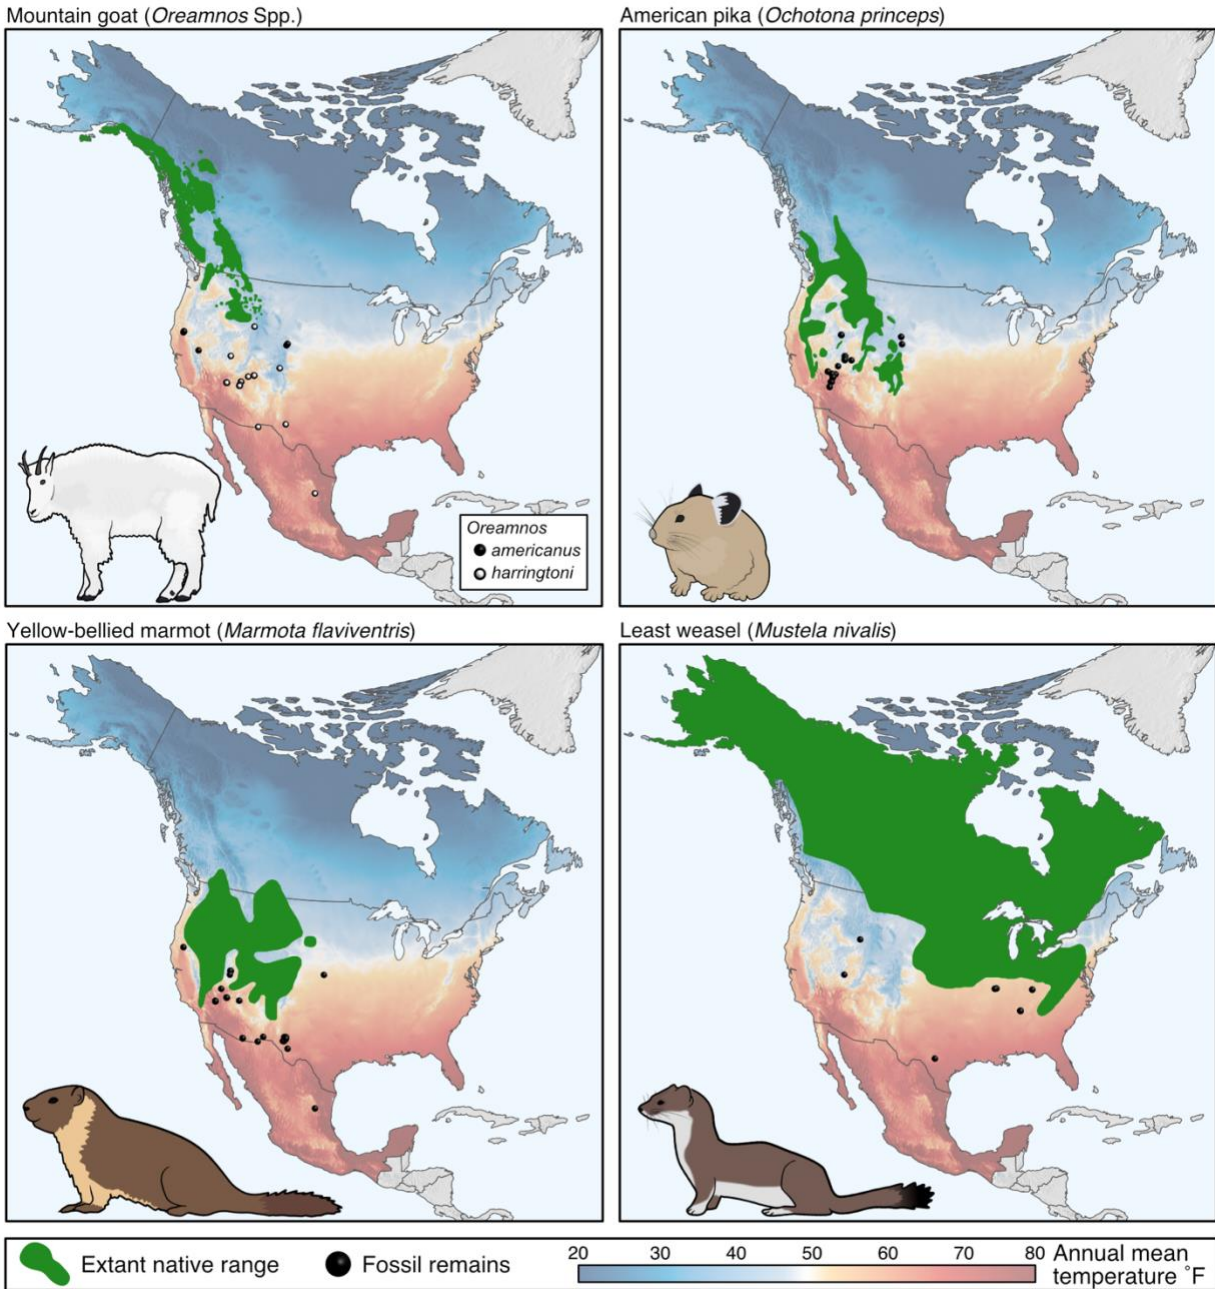 Mountain goat (Oreamnos Spp.)
American pika (Ochotona princeps)
Oreamnos
americanus
harringtoni
Yellow-bellied marmot (Marmota flaviventris)
Least weasel (Mustela nivalis)
Extant native range
Fossil remains
20 30 40 50 60 70 80
Annual mean
temperature ˚F